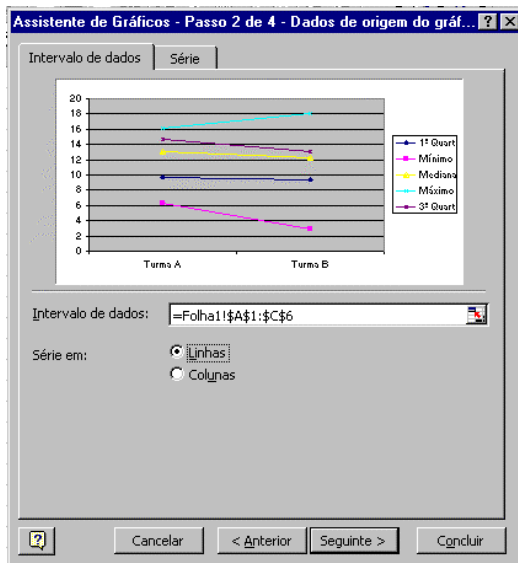 Assistente de Gráficos - Passo 2 de 4 - Dados de origem do gráf... ? X
Intervalo de dados Série
20
18
16
14
12
10
8
6
4
2
0
Turma A Turma B
1º Quart
Mínimo
Mediana
Máximo
3º Quart
Intervalo de dados: =Folha1!$A$1:$C$6
Série em: Linhas
Colunas
? Cancelar < Anterior Seguinte > Concluir